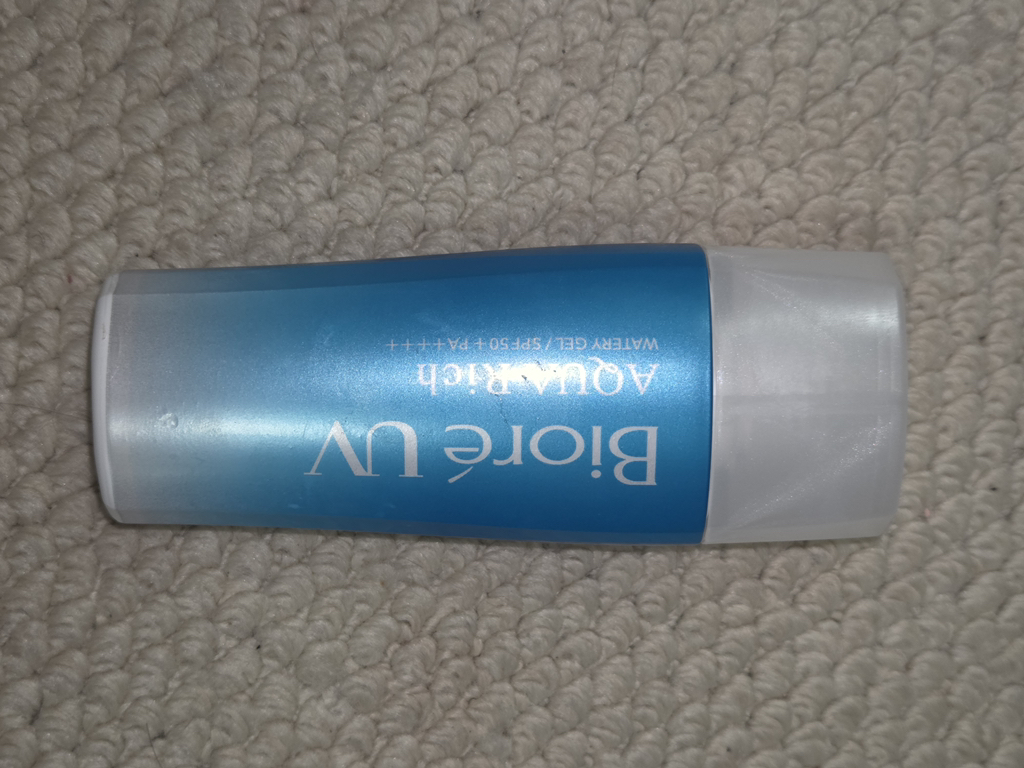 Bioré UV
AQUA Rich
WATERY GEL / SPF50 + PA++++